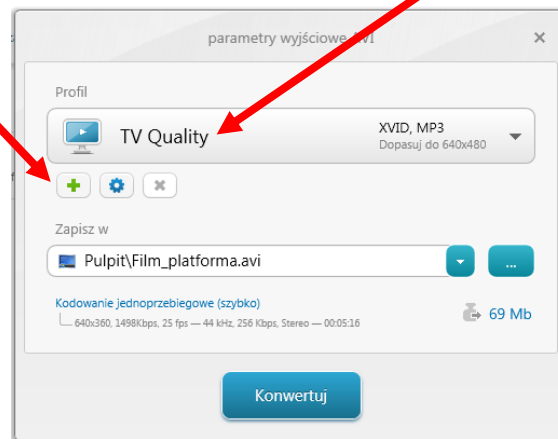 parametry wyjściowe AVI
Profil
TV Quality
XVID, MP3
Dopasuj do 640x480
Zapisz w
Pulpit\Film_platforma.avi
...
Kodowanie jednoprzebiegowe (szybko)
640x360, 1498Kbps, 25 fps — 44 kHz, 256 Kbps, Stereo — 00:05:16
69 Mb
Konwertuj